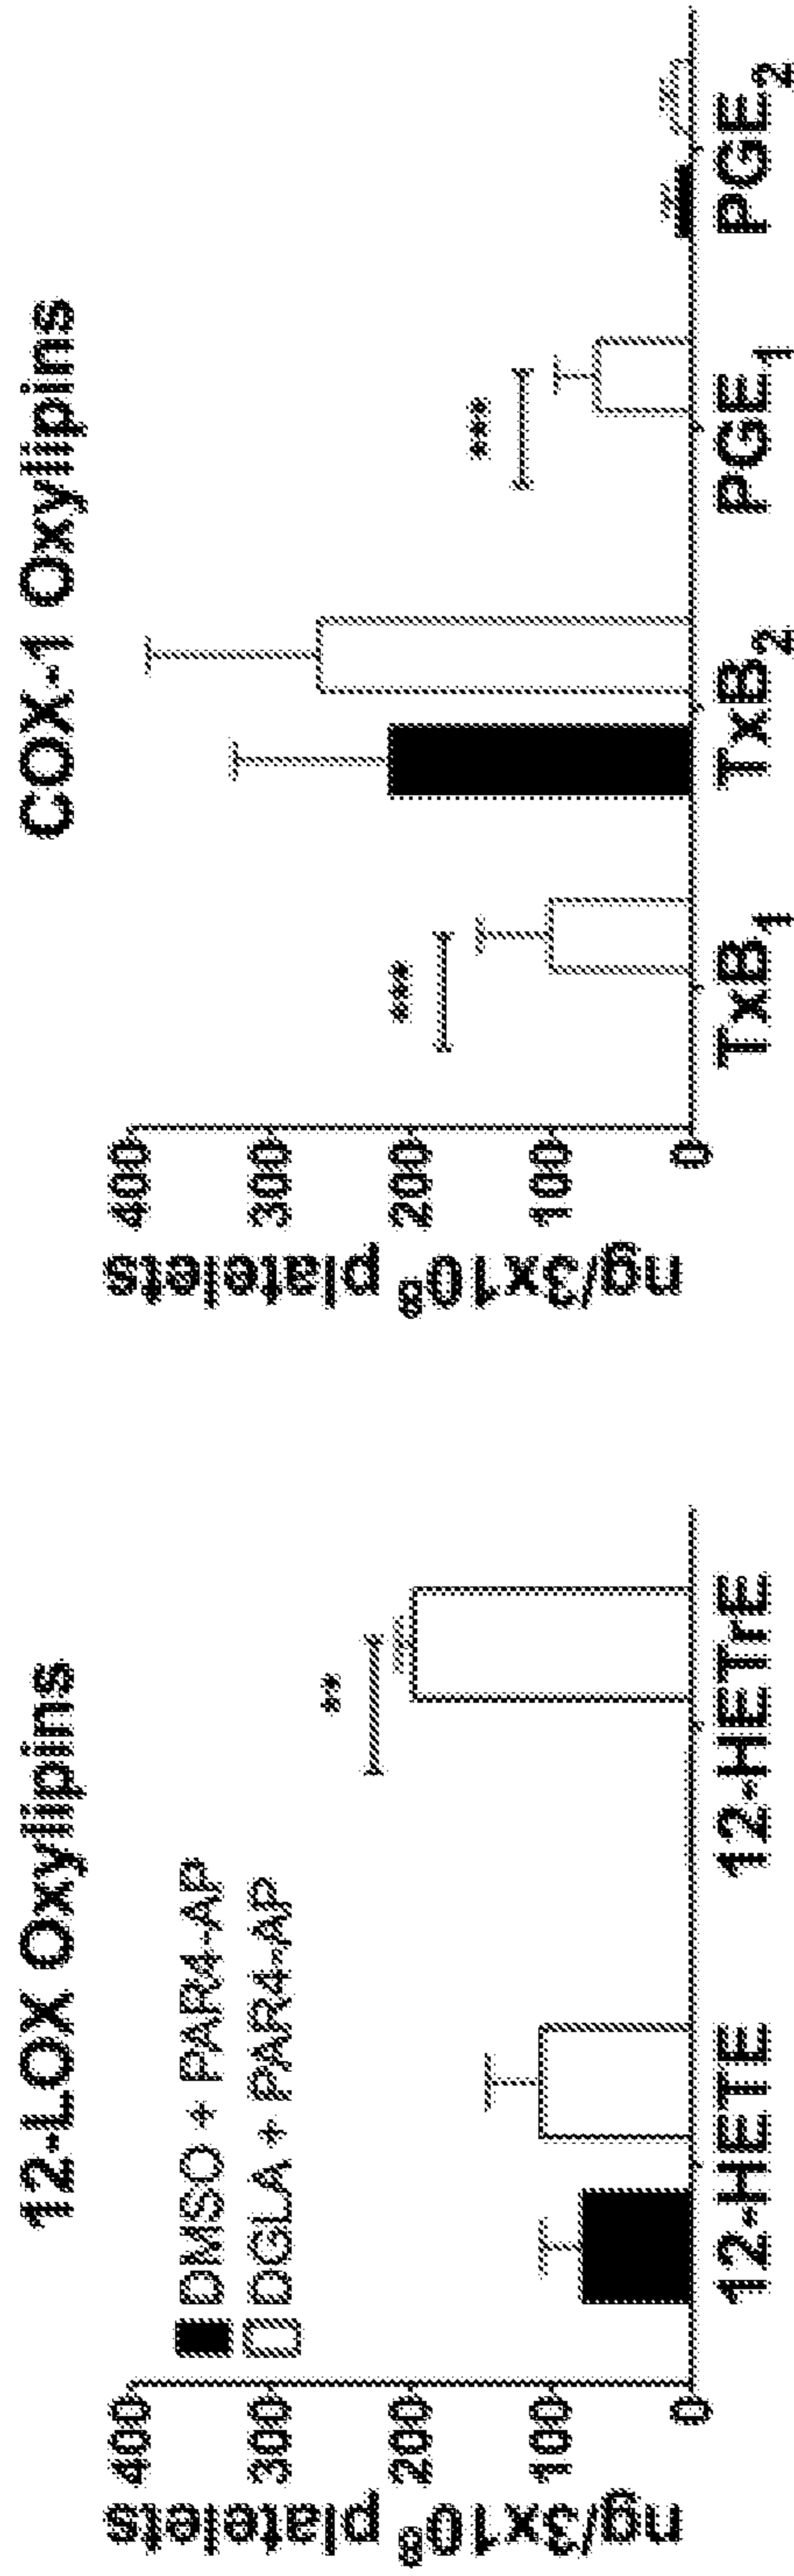 12-LOX Oxylipins
DMSO + PAR4-AP
DGLA + PAR4-AP
ng/3x10⁸ platelets
400
300
200
100
0
**
12-HETE
12-HETrE
COX-1 Oxylipins
ng/3x10⁸ platelets
400
300
200
100
0
***
***
TxB₁
TxB₂
PGE₁
PGE₂